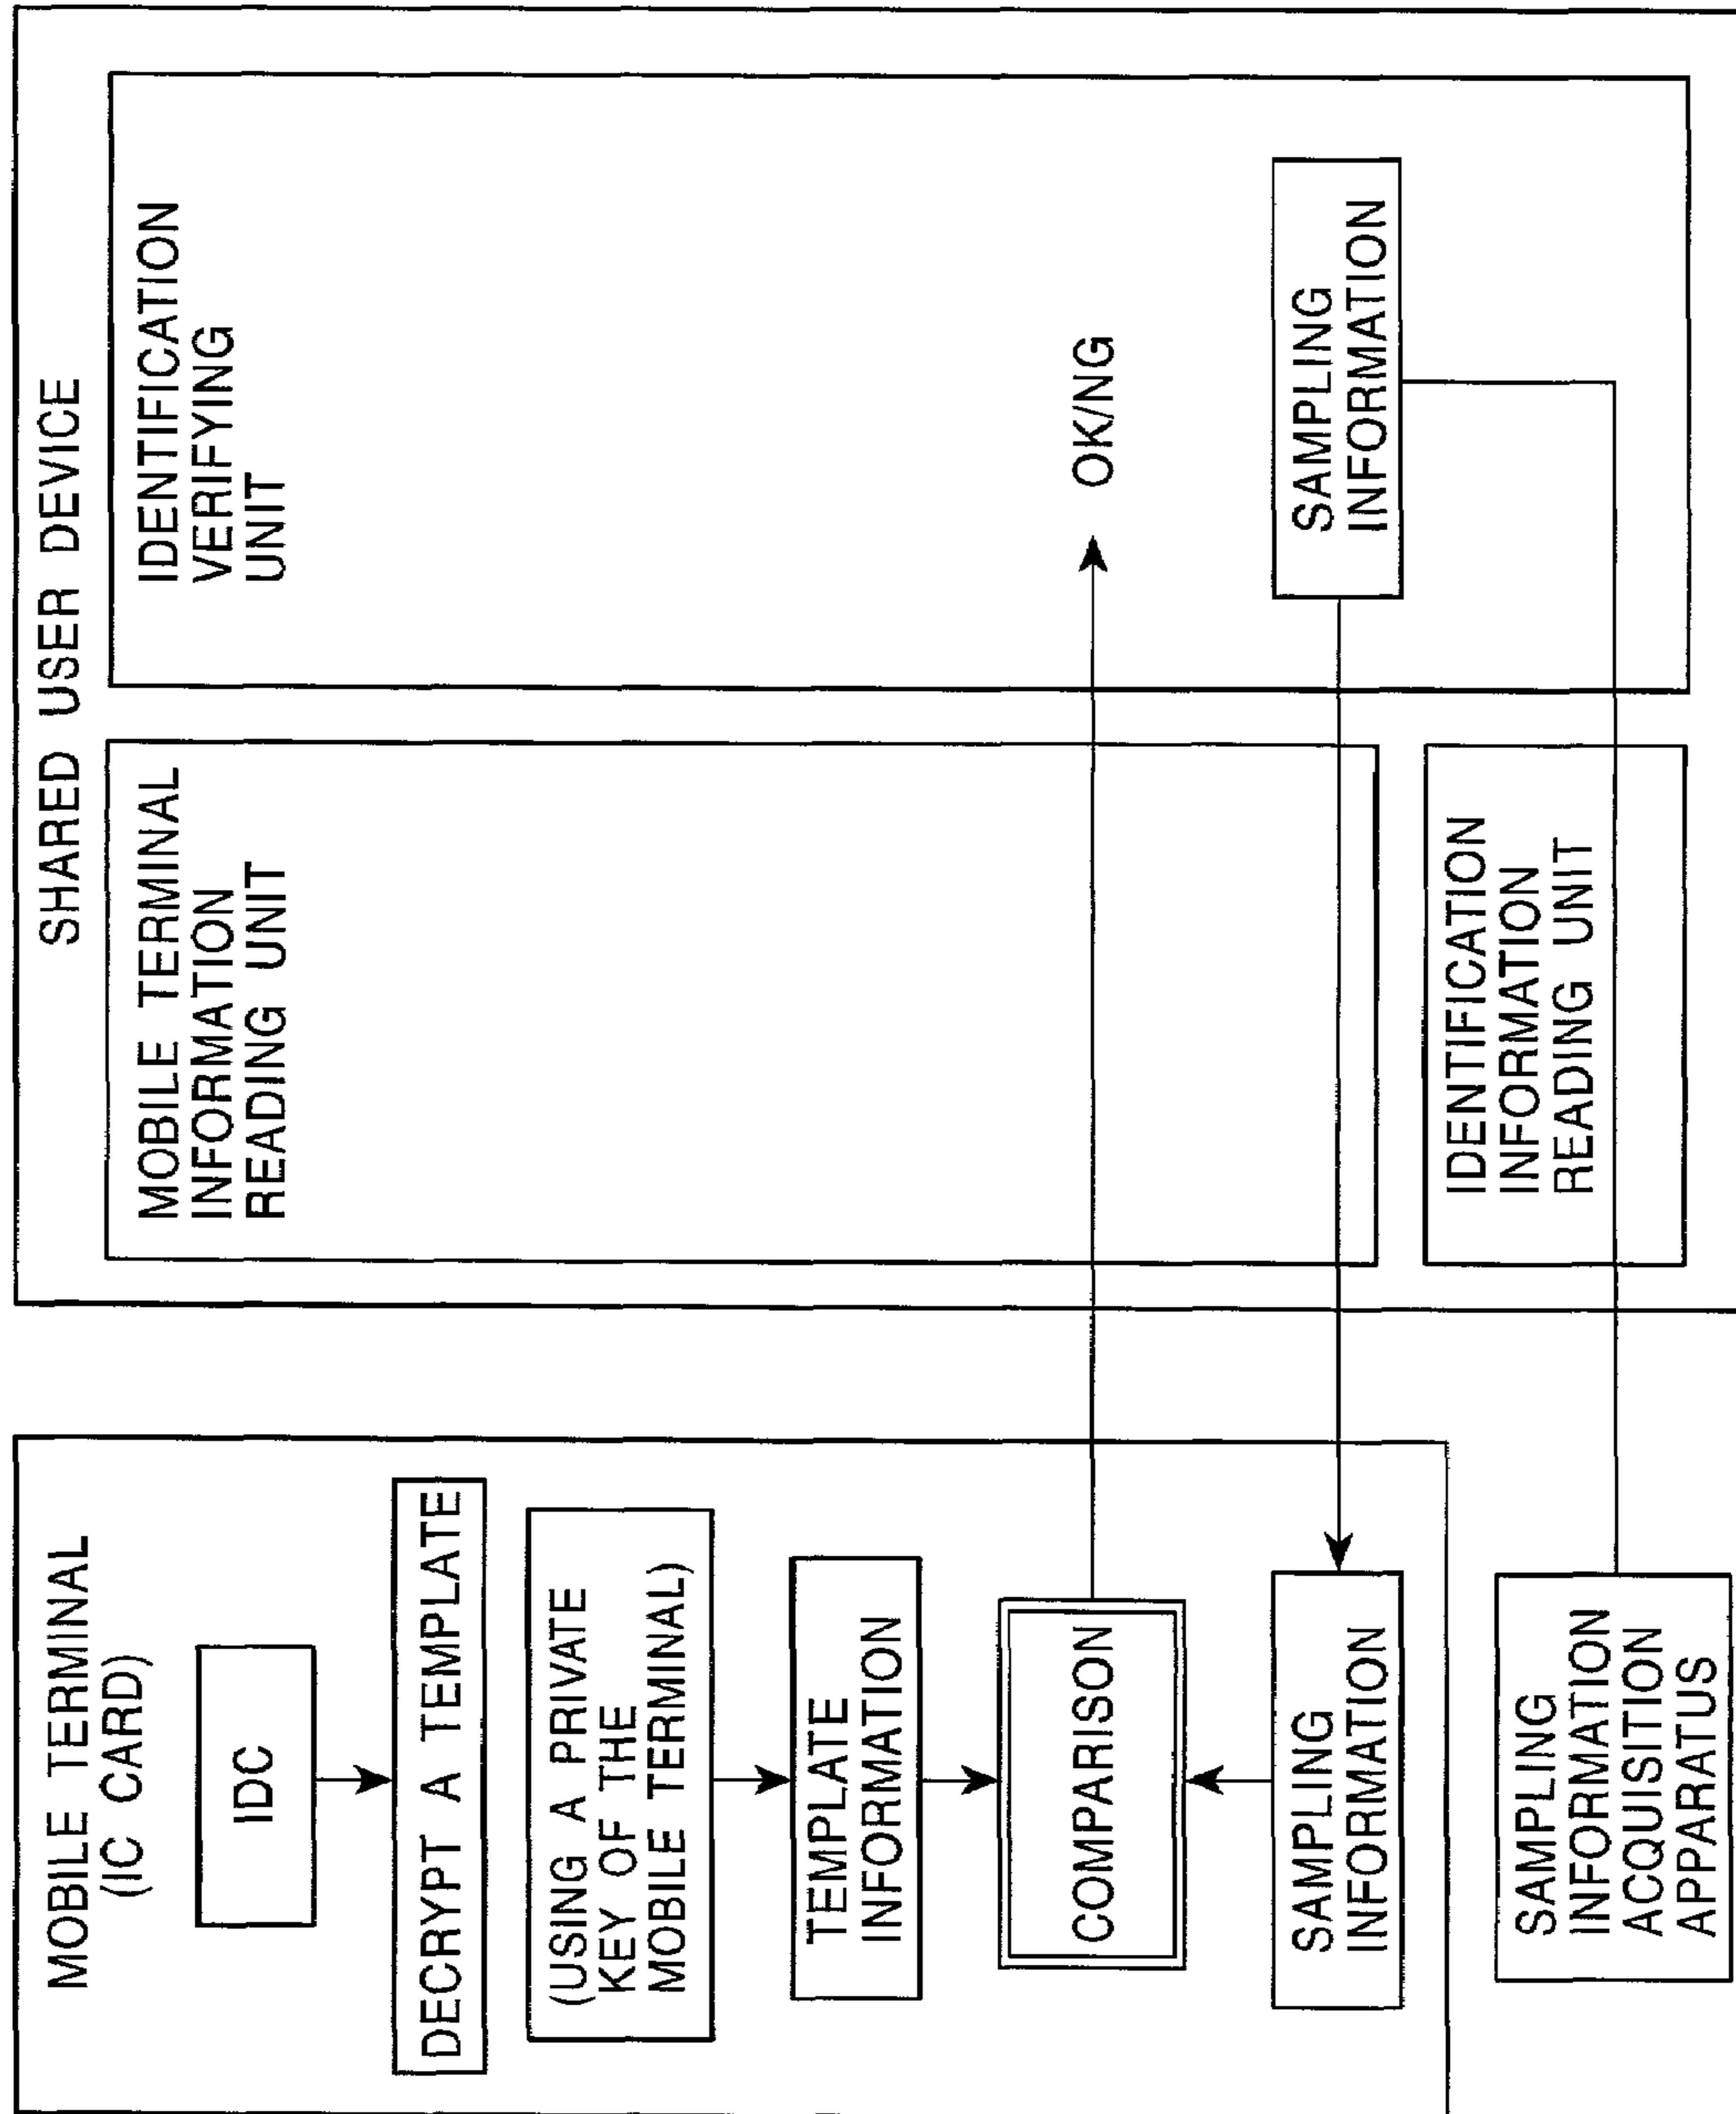 MOBILE TERMINAL
(IC CARD)
IDC
DECRYPT A TEMPLATE
(USING A PRIVATE
KEY OF THE
MOBILE TERMINAL)
TEMPLATE
INFORMATION
COMPARISON
SAMPLING
INFORMATION
SAMPLING
INFORMATION
ACQUISITION
APPARATUS
SHARED USER DEVICE
MOBILE TERMINAL
INFORMATION
READING UNIT
IDENTIFICATION
INFORMATION
READING UNIT
IDENTIFICATION
VERIFYING
UNIT
OK/NG
SAMPLING
INFORMATION